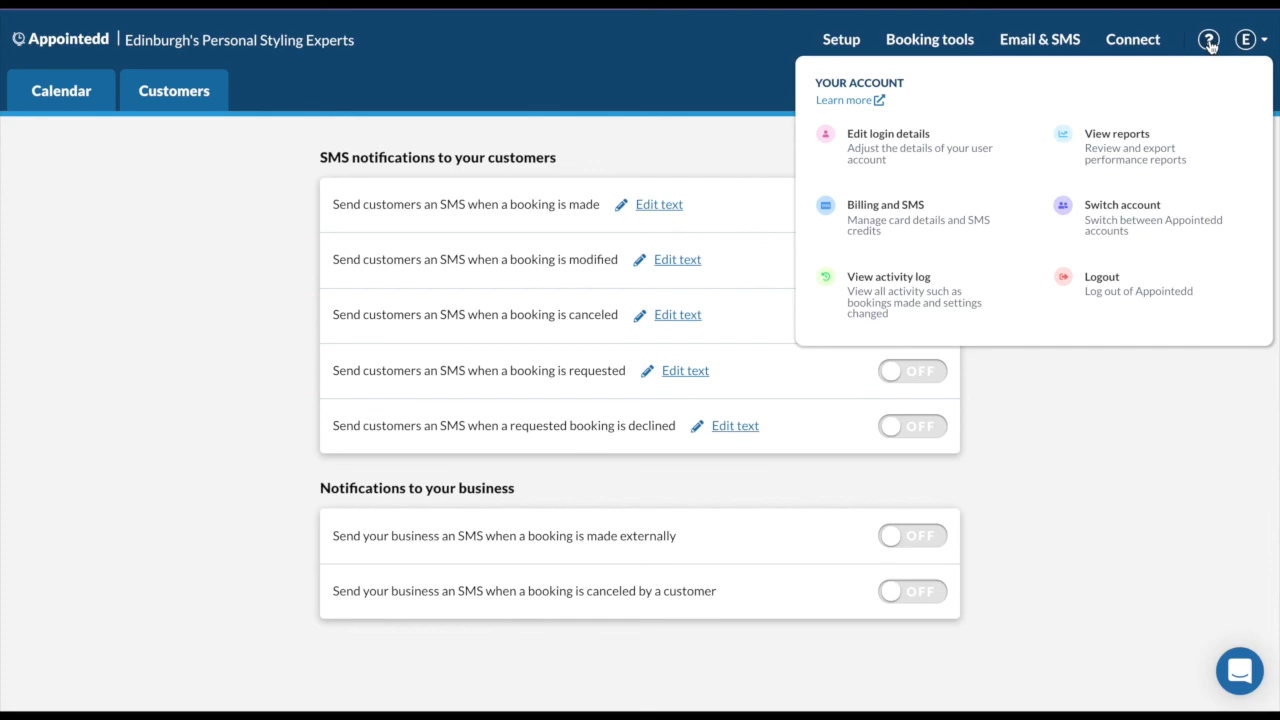 Appointedd | Edinburgh's Personal Styling Experts
Setup Booking tools Email & SMS Connect ? E
Calendar Customers
YOUR ACCOUNT
Learn more
Edit login details
Adjust the details of your user
account
View reports
Review and export
performance reports
Billing and SMS
Manage card details and SMS
credits
Switch account
Switch between Appointedd
accounts
View activity log
View all activity such as
bookings made and settings
changed
Logout
Log out of Appointedd
SMS notifications to your customers
Send customers an SMS when a booking is made Edit text
Send customers an SMS when a booking is modified Edit text
Send customers an SMS when a booking is canceled Edit text
Send customers an SMS when a booking is requested Edit text OFF
Send customers an SMS when a requested booking is declined Edit text OFF
Notifications to your business
Send your business an SMS when a booking is made externally OFF
Send your business an SMS when a booking is canceled by a customer OFF